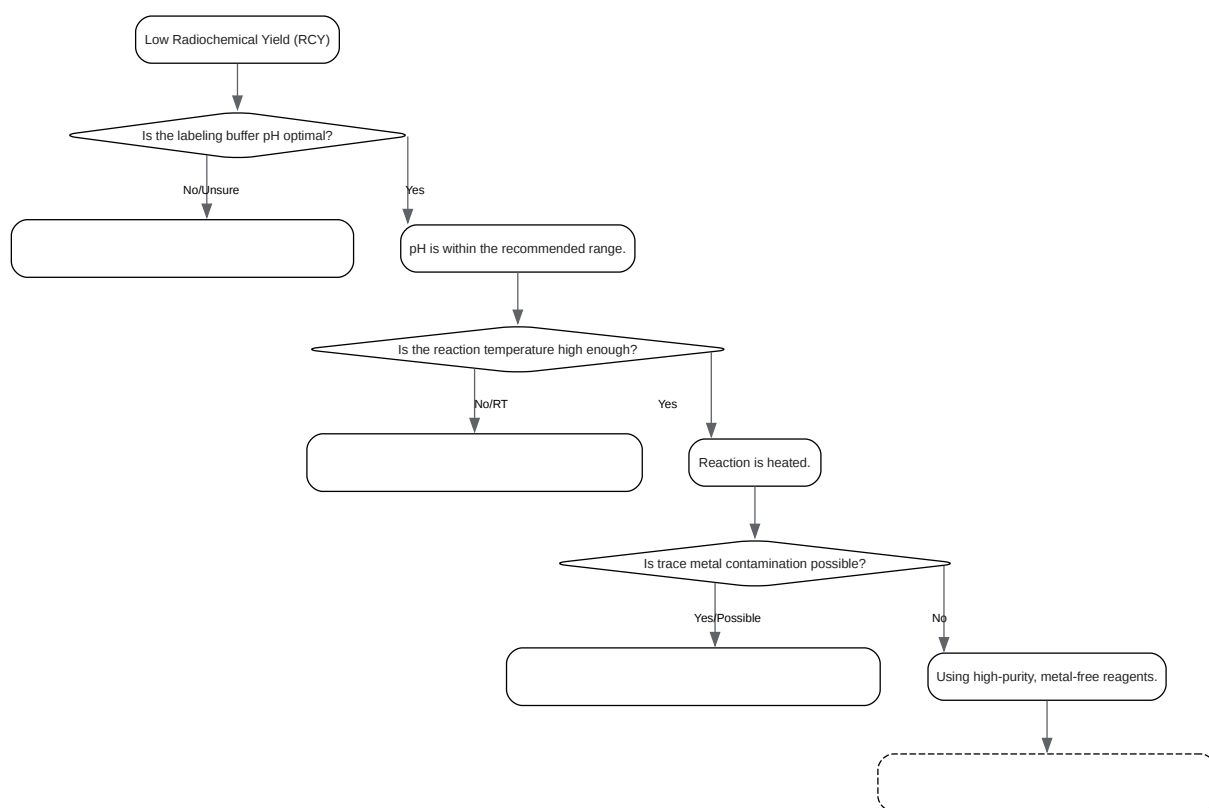 Low Radiochemical Yield (RCY)
Is the labeling buffer pH optimal?
No/Unsure
Yes
pH is within the recommended range.
Is the reaction temperature high enough?
No/RT
Yes
Reaction is heated.
Is trace metal contamination possible?
Yes/Possible
No
Using high-purity, metal-free reagents.